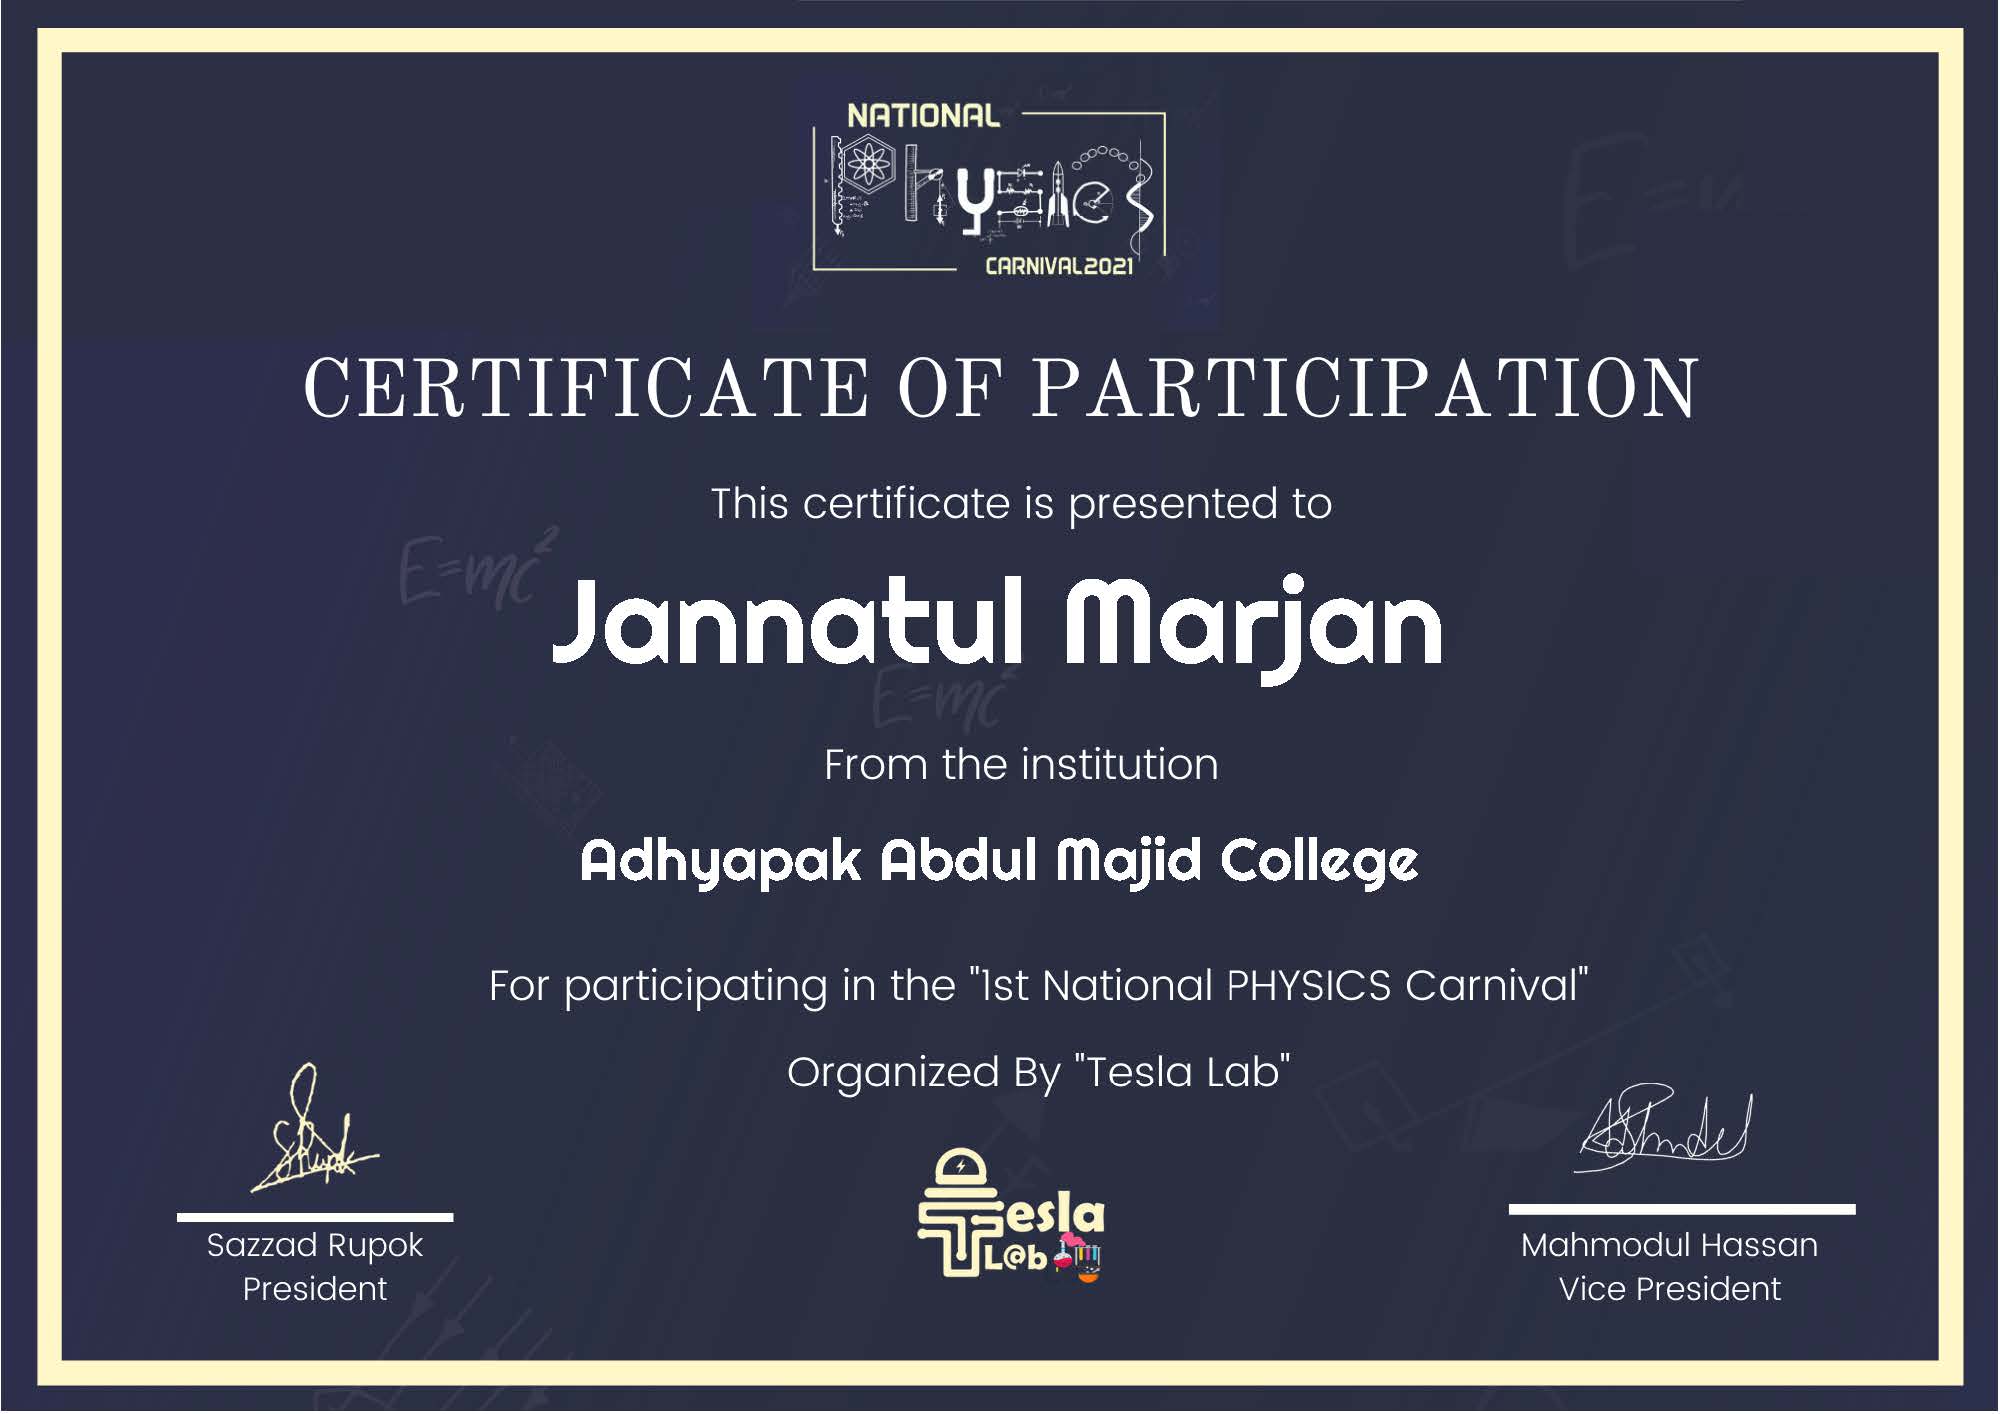 NATIONAL
Physics
CARNIVAL2021
CERTIFICATE OF PARTICIPATION
This certificate is presented to
E=mc²
Jannatul Marjan
E=mc²
From the institution
Adhyapak Abdul Majid College
For participating in the "1st National PHYSICS Carnival"
Organized By "Tesla Lab"
Tesla
L@b
Sazzad Rupok
President
Mahmodul Hassan
Vice President